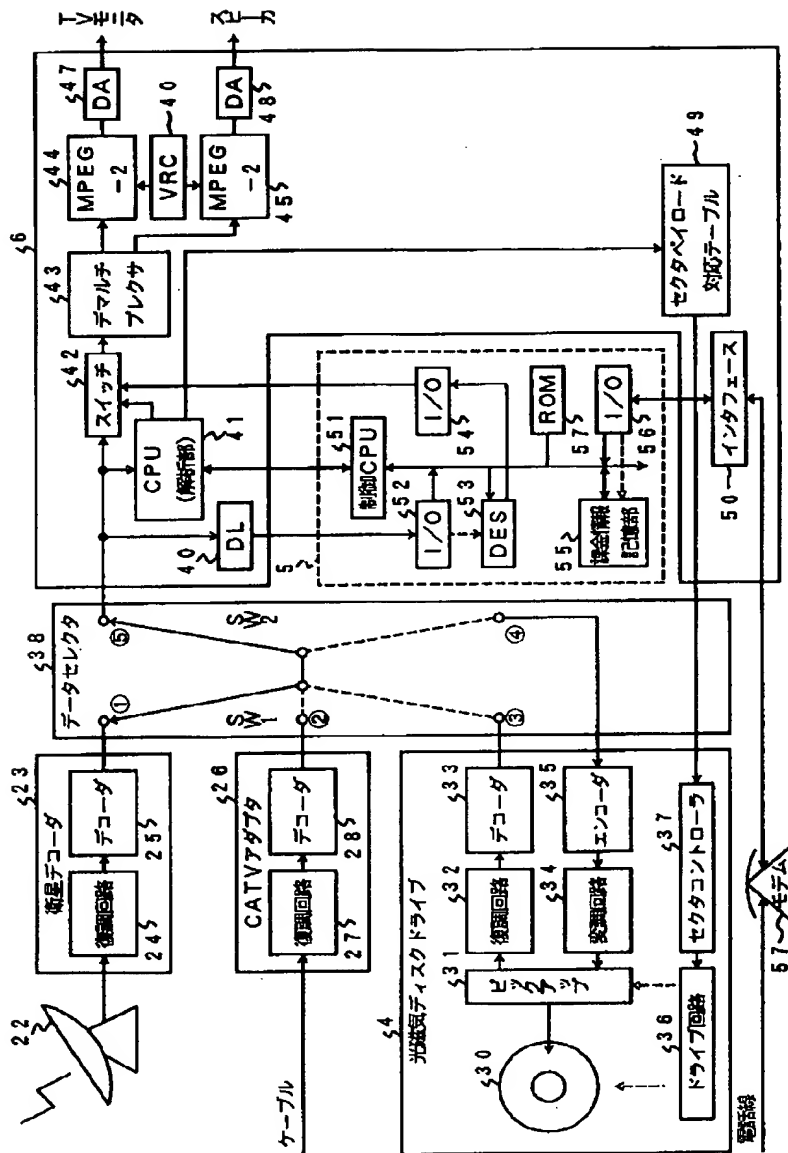 TVモニタ
スピーカ
6
47
DA
DA
48
44
MPEG
-2
VRC
40
MPEG
-2
45
43
デマルチ
プレクサ
42
スイッチ
49
セクタペイロード
対応テーブル
CPU
(解析部)
41
DL
40
5
51
制御CPU
52
I/O
I/O
54
53
DES
ROM
57
I/O
56
55
課金情報
記憶部
50
インタフェース
38
データセレクタ
①
⑤
SW1
SW2
②
③
④
22
23
衛星デコーダ
復調回路
24
デコーダ
25
26
CATVアダプタ
復調回路
27
デコーダ
28
ケーブル
4
光磁気ディスクドライブ
30
31
ピックアップ
32
復調回路
33
デコーダ
34
変調回路
35
エンコーダ
36
ドライブ回路
37
セクタコントローラ
57
モデム
電話線